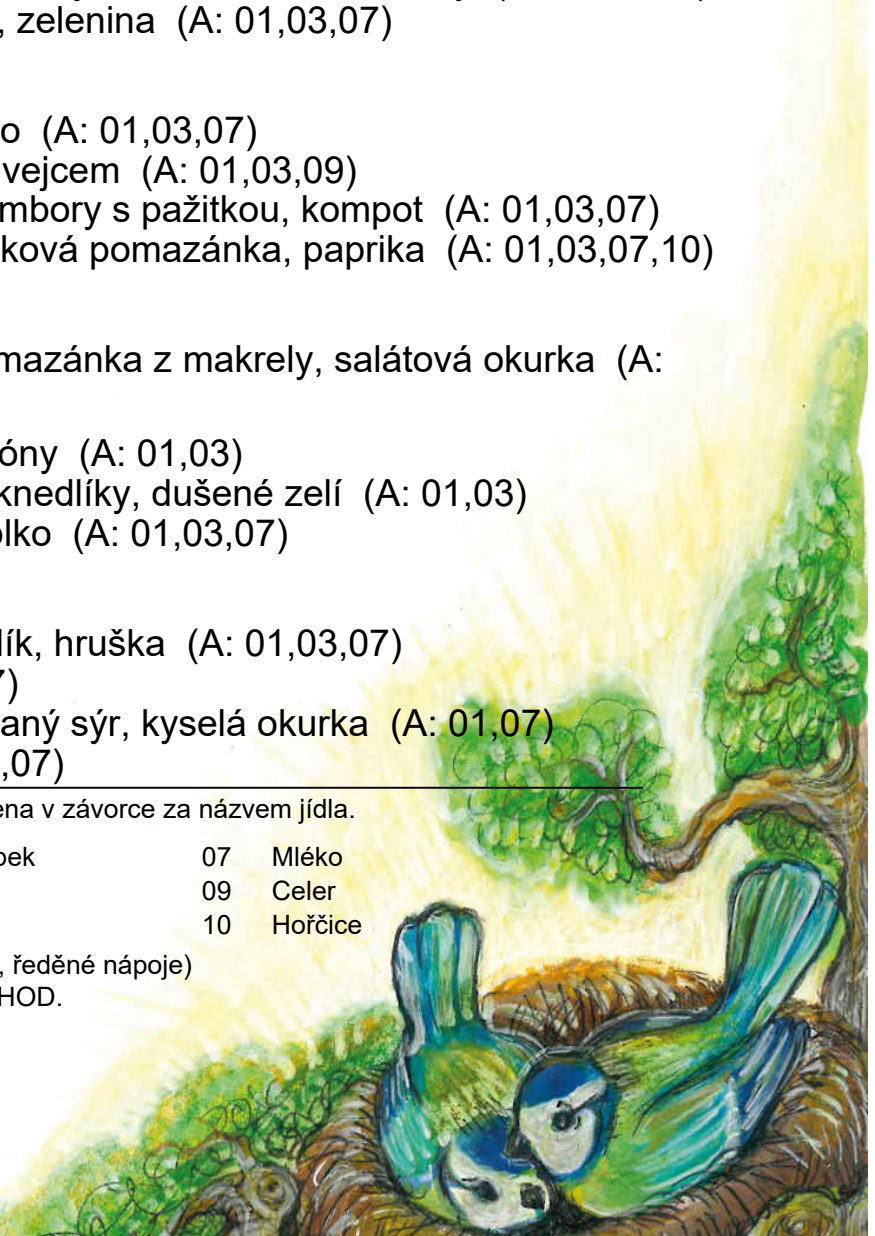 , zelenina (A: 01,03,07)
o (A: 01,03,07)
vejcem (A: 01,03,09)
mbory s pažitkou, kompot (A: 01,03,07)
ková pomazánka, paprika (A: 01,03,07,10)
mazánka z makrely, salátová okurka (A:
óny (A: 01,03)
knedlíky, dušené zelí (A: 01,03)
lko (A: 01,03,07)
lík, hruška (A: 01,03,07)
7)
aný sýr, kyselá okurka (A: 01,07)
,07)
ena v závorce za názvem jídla.
bek 07 Mléko
09 Celer
10 Hořčice
, ředěné nápoje)
HOD.